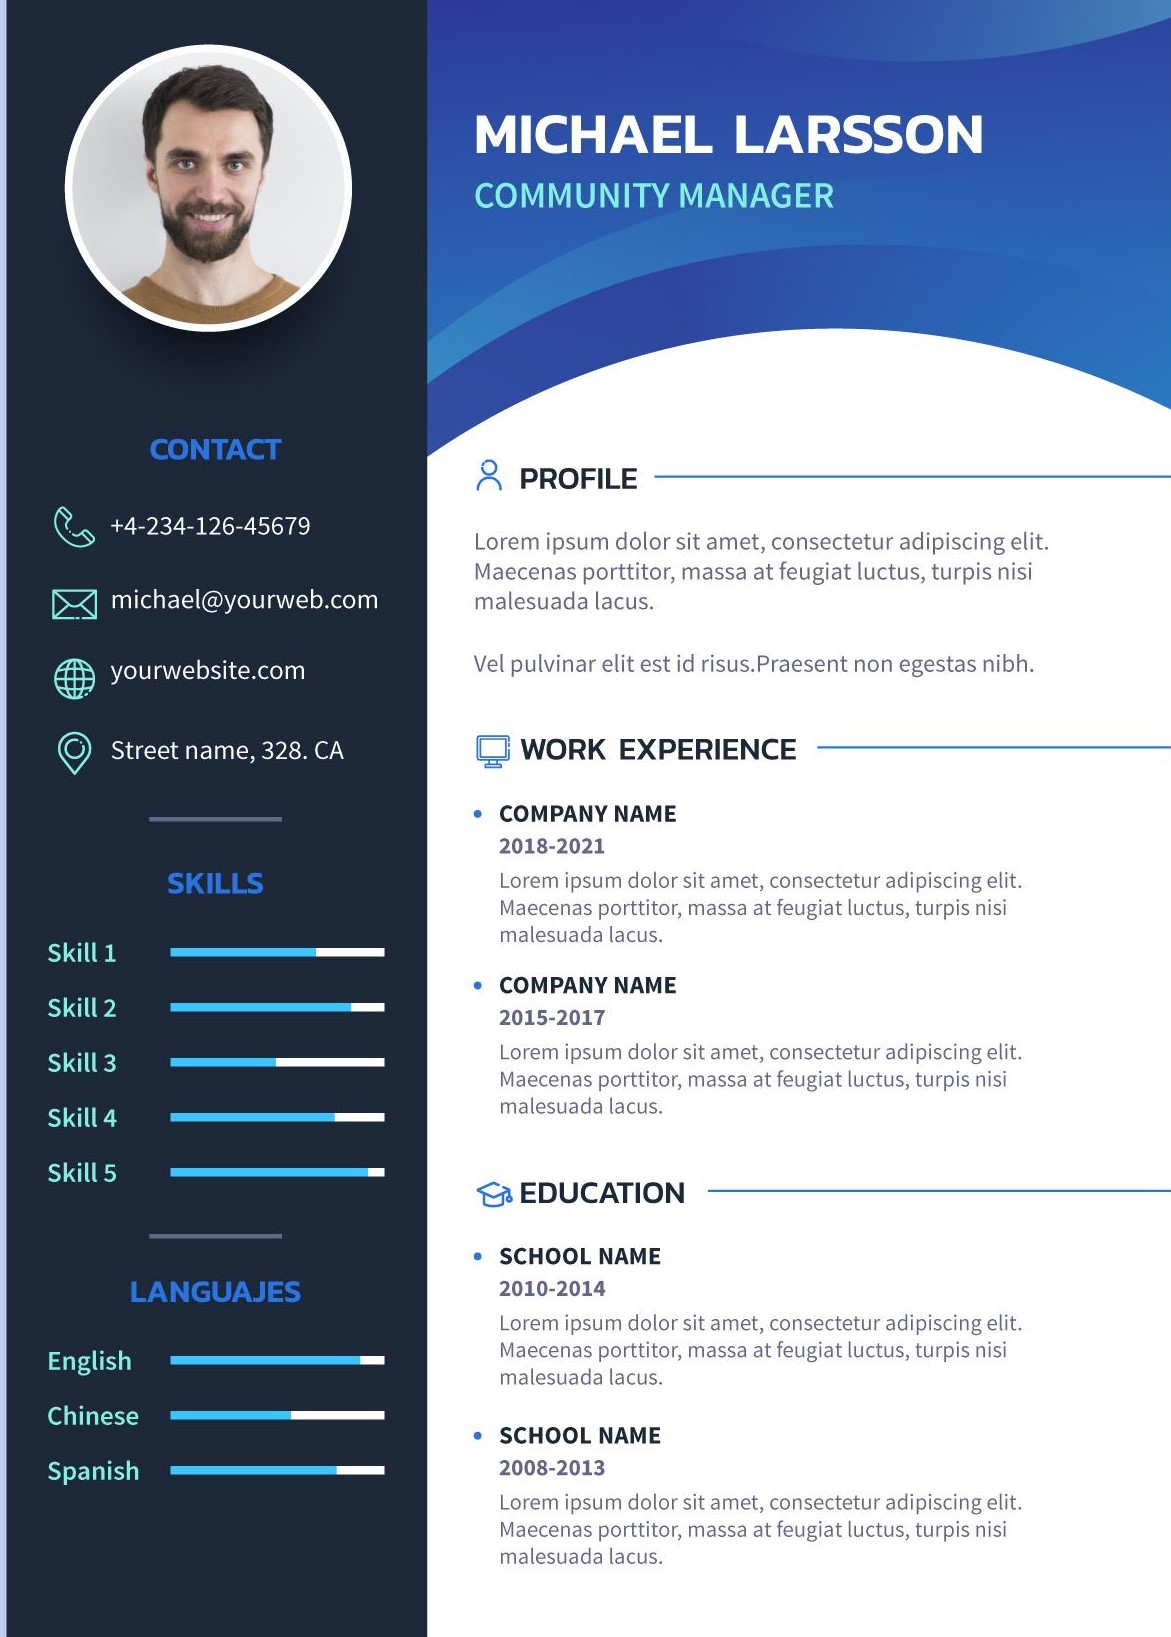 MICHAEL LARSSON
COMMUNITY MANAGER
CONTACT
+4-234-126-45679
michael@yourweb.com
yourwebsite.com
Street name, 328. CA
SKILLS
Skill 1
Skill 2
Skill 3
Skill 4
Skill 5
LANGUAJES
English
Chinese
Spanish
PROFILE
Lorem ipsum dolor sit amet, consectetur adipiscing elit.
Maecenas porttitor, massa at feugiat luctus, turpis nisi
malesuada lacus.
Vel pulvinar elit est id risus.Praesent non egestas nibh.
WORK EXPERIENCE
COMPANY NAME
2018-2021
Lorem ipsum dolor sit amet, consectetur adipiscing elit.
Maecenas porttitor, massa at feugiat luctus, turpis nisi
malesuada lacus.
COMPANY NAME
2015-2017
Lorem ipsum dolor sit amet, consectetur adipiscing elit.
Maecenas porttitor, massa at feugiat luctus, turpis nisi
malesuada lacus.
EDUCATION
SCHOOL NAME
2010-2014
Lorem ipsum dolor sit amet, consectetur adipiscing elit.
Maecenas porttitor, massa at feugiat luctus, turpis nisi
malesuada lacus.
SCHOOL NAME
2008-2013
Lorem ipsum dolor sit amet, consectetur adipiscing elit.
Maecenas porttitor, massa at feugiat luctus, turpis nisi
malesuada lacus.